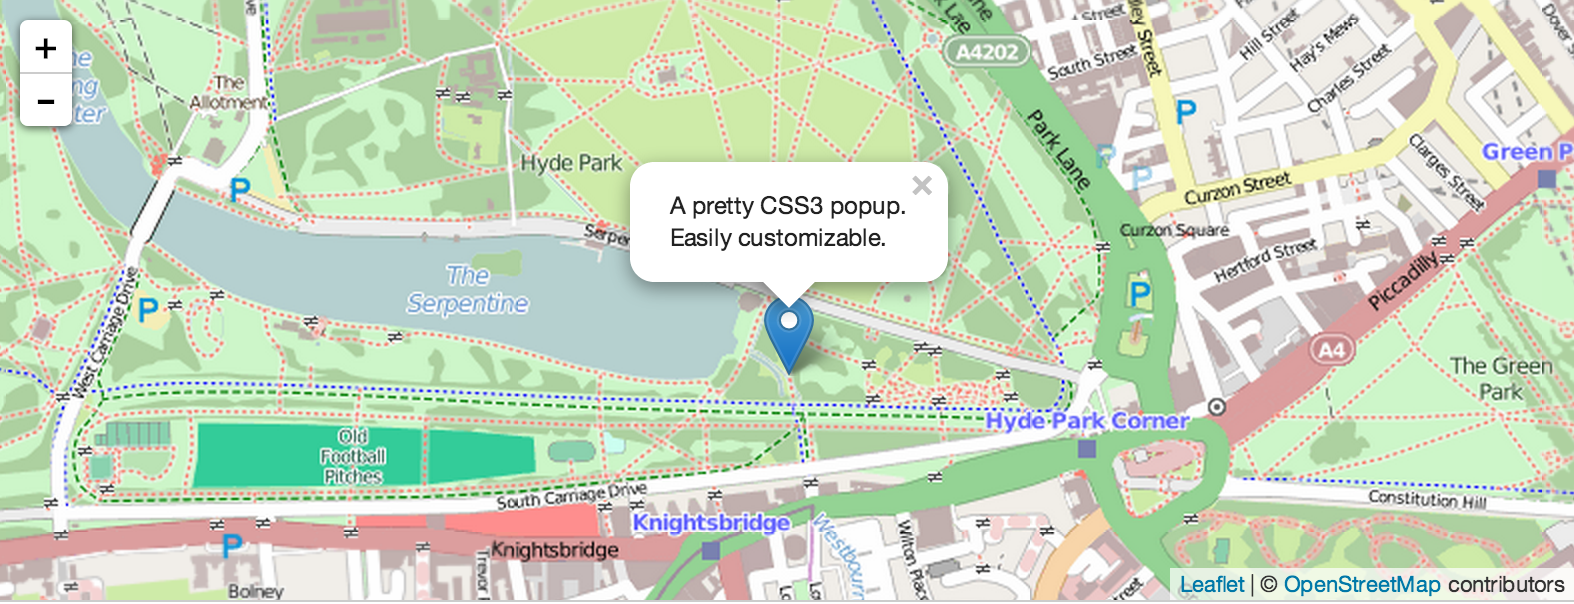 +
-
The
Allotment
Hyde Park
A pretty CSS3 popup.
Easily customizable.
×
A4202
South Street
Hill Street
Hay's Mews
Charles Street
Park Lane
P
P
P
P
P
P
P
Clarges Street
Curzon Street
Curzon Square
Hertford Street
Piccadilly
Green P
A4
The Green
Park
The
Serpentine
Serpe
West Carriage Drive
Old
Football
Pitches
South Carriage Drive
Hyde Park Corner
Constitution Hill
Knightsbridge
Knightsbridge
Westbourn
Wilton Place
Trevor
Bolney
Leaflet | © OpenStreetMap contributors